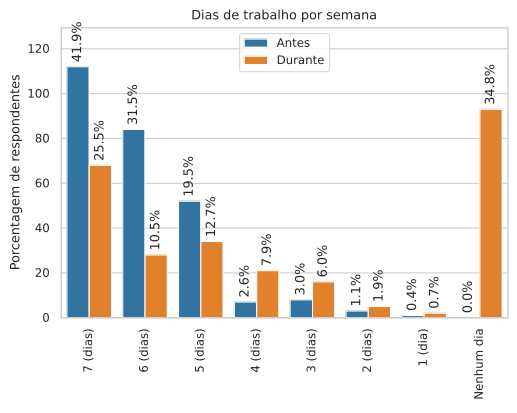 Dias de trabalho por semana
Antes
Durante
Porcentagem de respondentes
120
100
80
60
40
20
0
41.9%
25.5%
31.5%
10.5%
19.5%
12.7%
2.6%
7.9%
3.0%
6.0%
1.1%
1.9%
0.4%
0.7%
0.0%
34.8%
7 (dias)
6 (dias)
5 (dias)
4 (dias)
3 (dias)
2 (dias)
1 (dia)
Nenhum dia